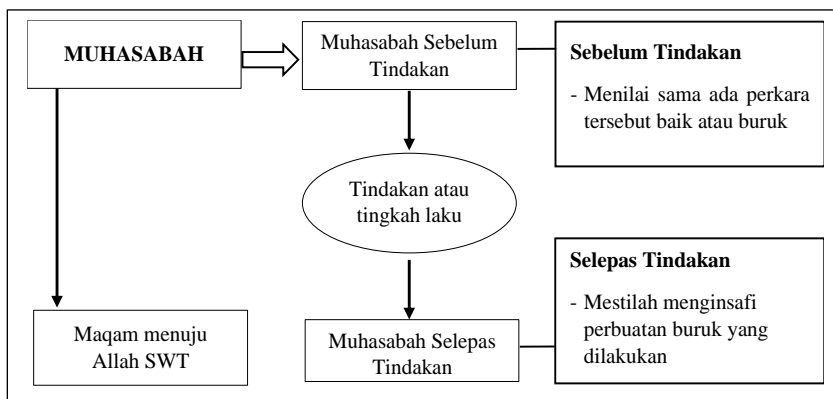 MUHASABAH
Muhasabah Sebelum
Tindakan
Sebelum Tindakan
- Menilai sama ada perkara
tersebut baik atau buruk
Tindakan atau
tingkah laku
Selepas Tindakan
- Mestilah menginsafi
perbuatan buruk yang
dilakukan
Maqam menuju
Allah SWT
Muhasabah Selepas
Tindakan